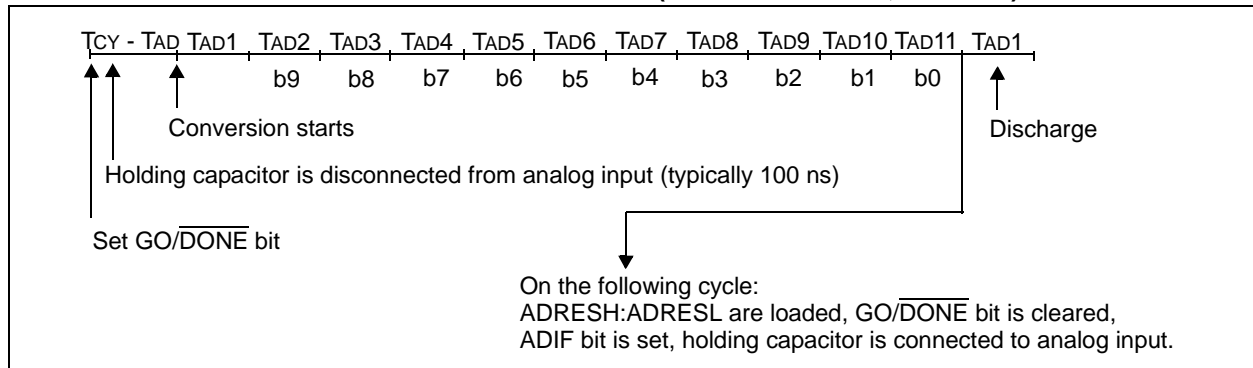 TCY - TAD TAD1 TAD2 TAD3 TAD4 TAD5 TAD6 TAD7 TAD8 TAD9 TAD10 TAD11 TAD1
b9 b8 b7 b6 b5 b4 b3 b2 b1 b0
Conversion starts
Discharge
Holding capacitor is disconnected from analog input (typically 100 ns)
Set GO/DONE bit
On the following cycle:
ADRESH:ADRESL are loaded, GO/DONE bit is cleared,
ADIF bit is set, holding capacitor is connected to analog input.